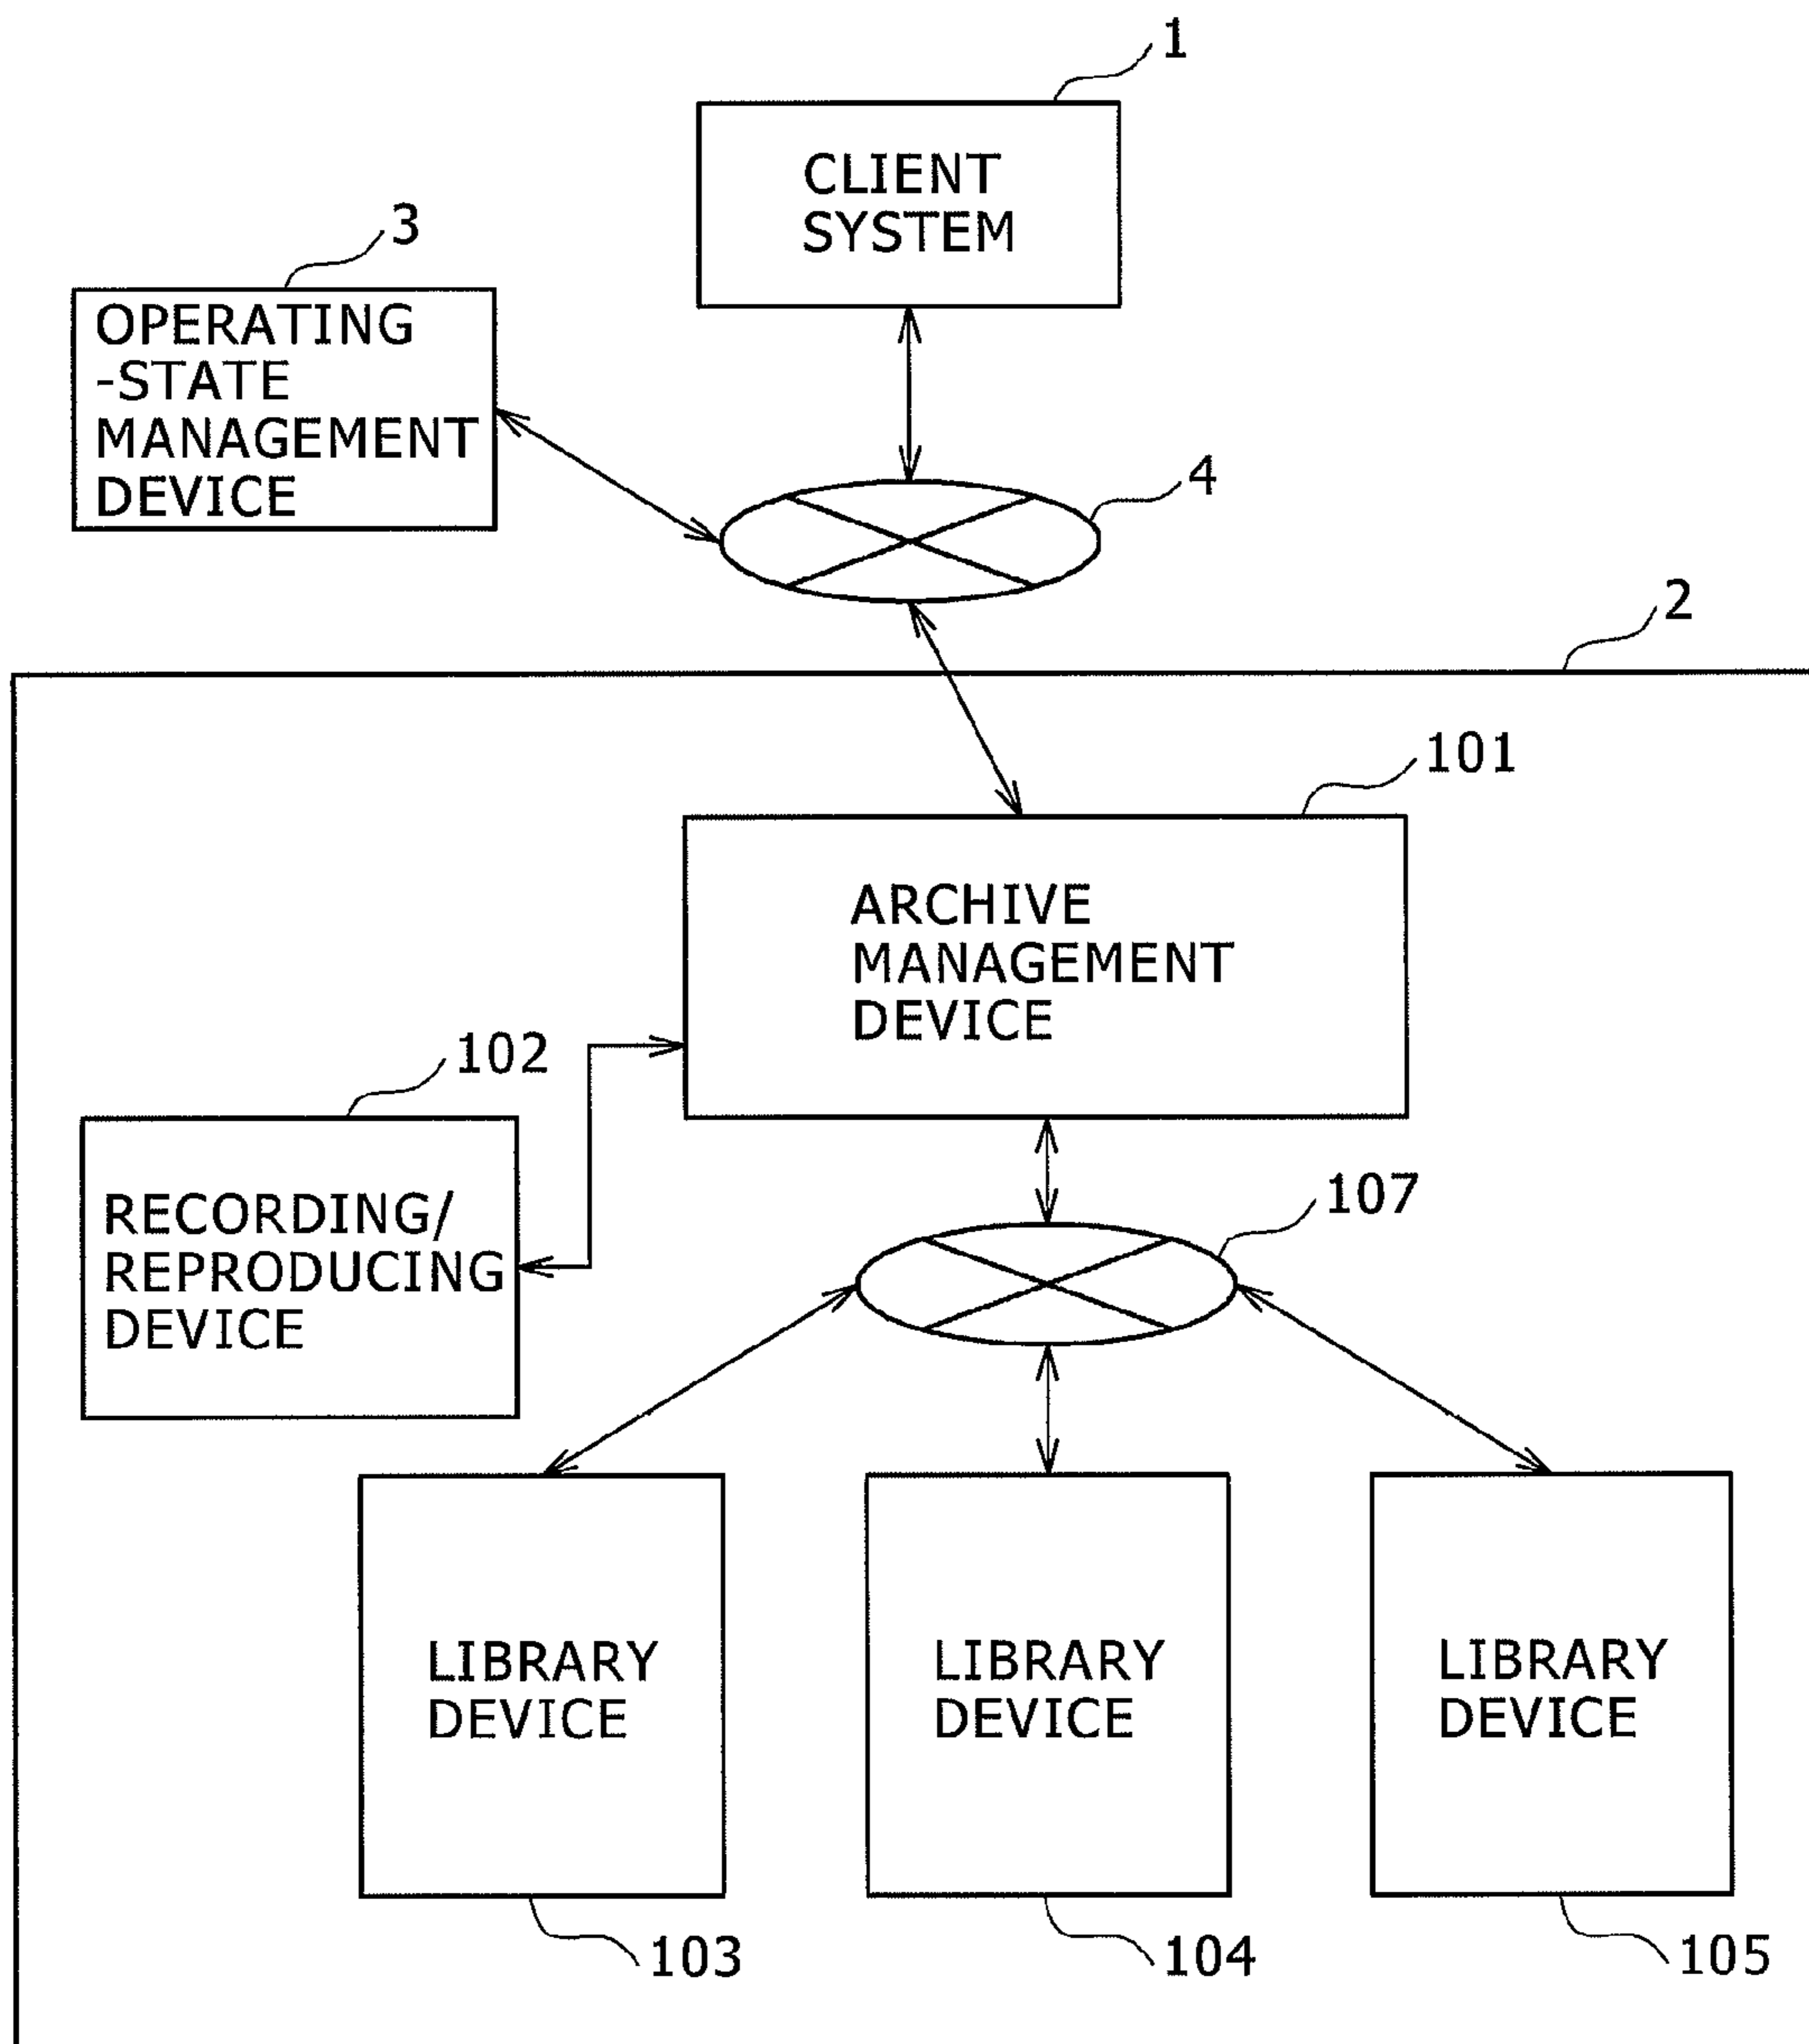 1
CLIENT
SYSTEM
3
OPERATING
-STATE
MANAGEMENT
DEVICE
4
2
101
ARCHIVE
MANAGEMENT
DEVICE
102
RECORDING/
REPRODUCING
DEVICE
107
LIBRARY
DEVICE
LIBRARY
DEVICE
LIBRARY
DEVICE
103
104
105